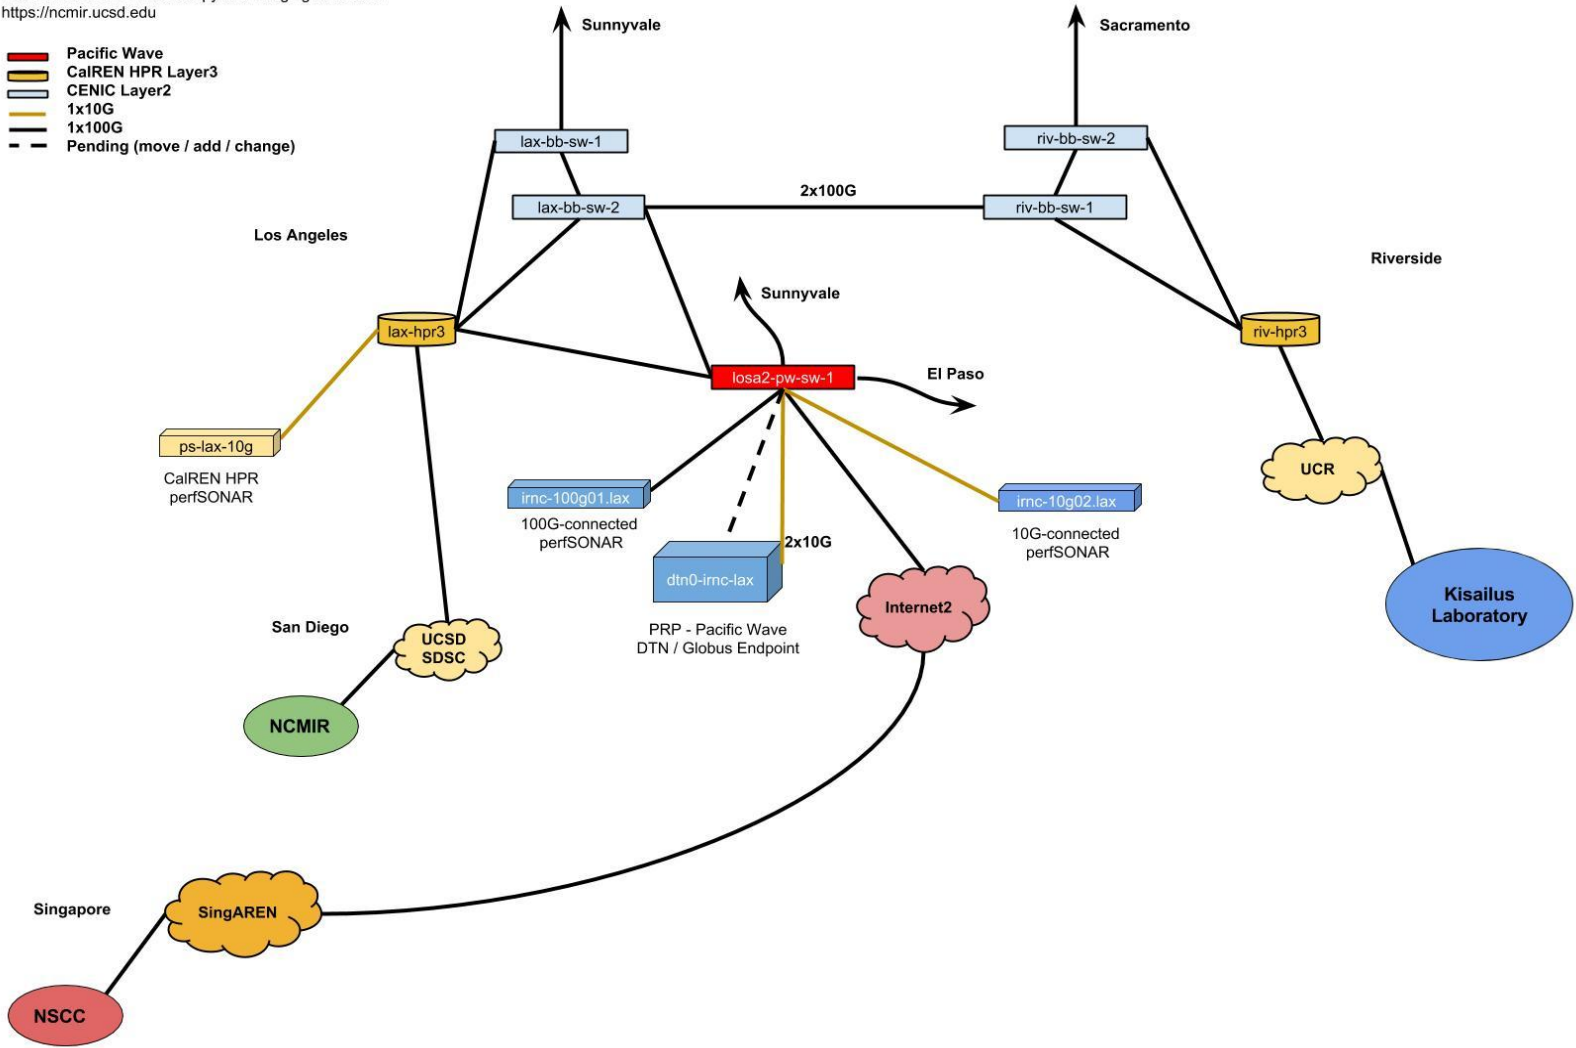 https://ncmir.ucsd.edu
Pacific Wave
CalREN HPR Layer3
CENIC Layer2
1x10G
1x100G
Pending (move / add / change)
Sunnyvale
Sacramento
lax-bb-sw-1
riv-bb-sw-2
2x100G
lax-bb-sw-2
riv-bb-sw-1
Los Angeles
Riverside
Sunnyvale
lax-hpr3
riv-hpr3
losa2-pw-sw-1
El Paso
ps-lax-10g
CalREN HPR
perfSONAR
UCR
irnc-100g01.lax
100G-connected
perfSONAR
irnc-10g02.lax
10G-connected
perfSONAR
2x10G
dtn0-irnc-lax
PRP - Pacific Wave
DTN / Globus Endpoint
Internet2
Kisailus
Laboratory
San Diego
UCSD
SDSC
NCMIR
Singapore
SingAREN
NSCC